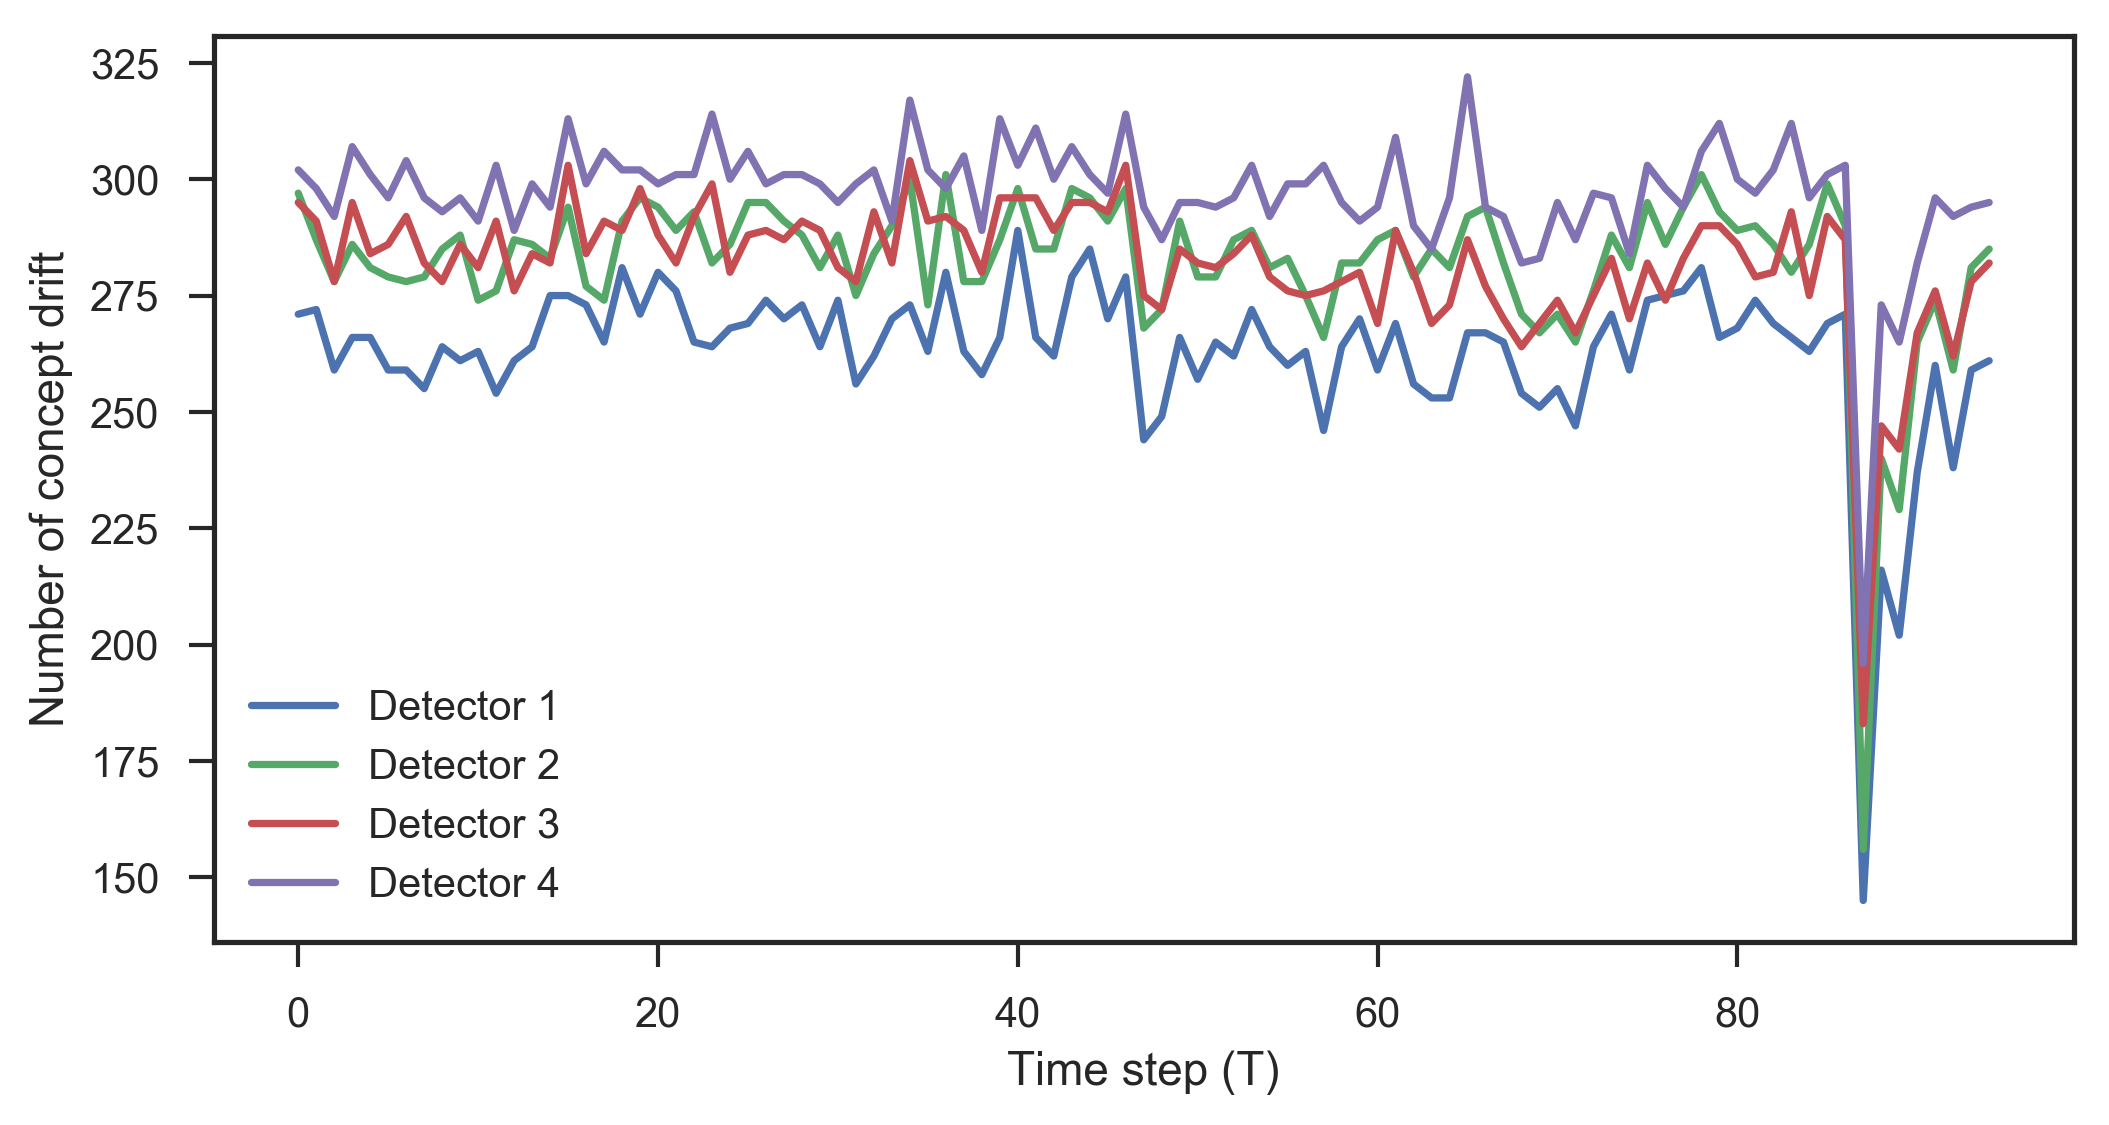 325
300
275
250
225
200
175
150
Number of concept drift
Detector 1
Detector 2
Detector 3
Detector 4
0 20 40 60 80
Time step (T)